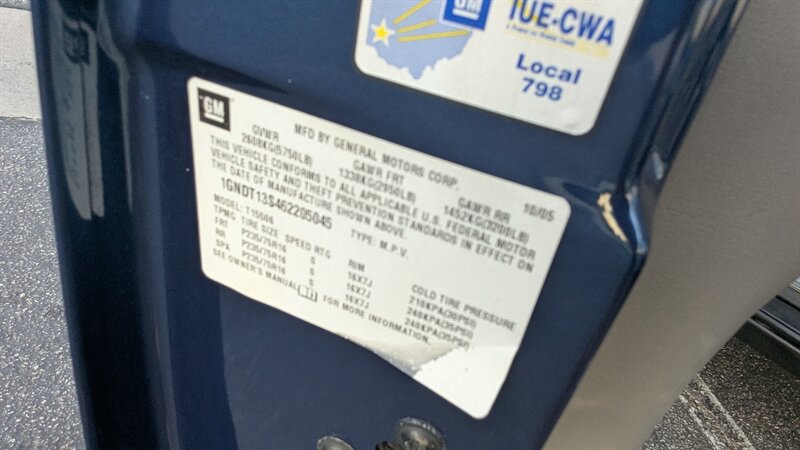 GM
IUE-CWA
Local
798
GM
MFD BY GENERAL MOTORS CORP. 10/05
GVWR GAWR FRT GAWR RR
2608KG(5750LB) 1338KG(2950LB) 1452KG(3200LB)
THIS VEHICLE CONFORMS TO ALL APPLICABLE U.S. FEDERAL MOTOR
VEHICLE SAFETY AND THEFT PREVENTION STANDARDS IN EFFECT ON
THE DATE OF MANUFACTURE SHOWN ABOVE.
1GNDT13S462205045 TYPE: M.P.V.
MODEL: T15506
TPMG TIRE SIZE SPEED RTG RIM COLD TIRE PRESSURE
P235/75R16 S 16X7J 210KPA(30PSI)
RR P235/75R16 S 16X7J 240KPA(35PSI)
SPA P235/75R16 S 16X7J 240KPA(35PSI)
SEE OWNER'S MANUAL FOR MORE INFORMATION.